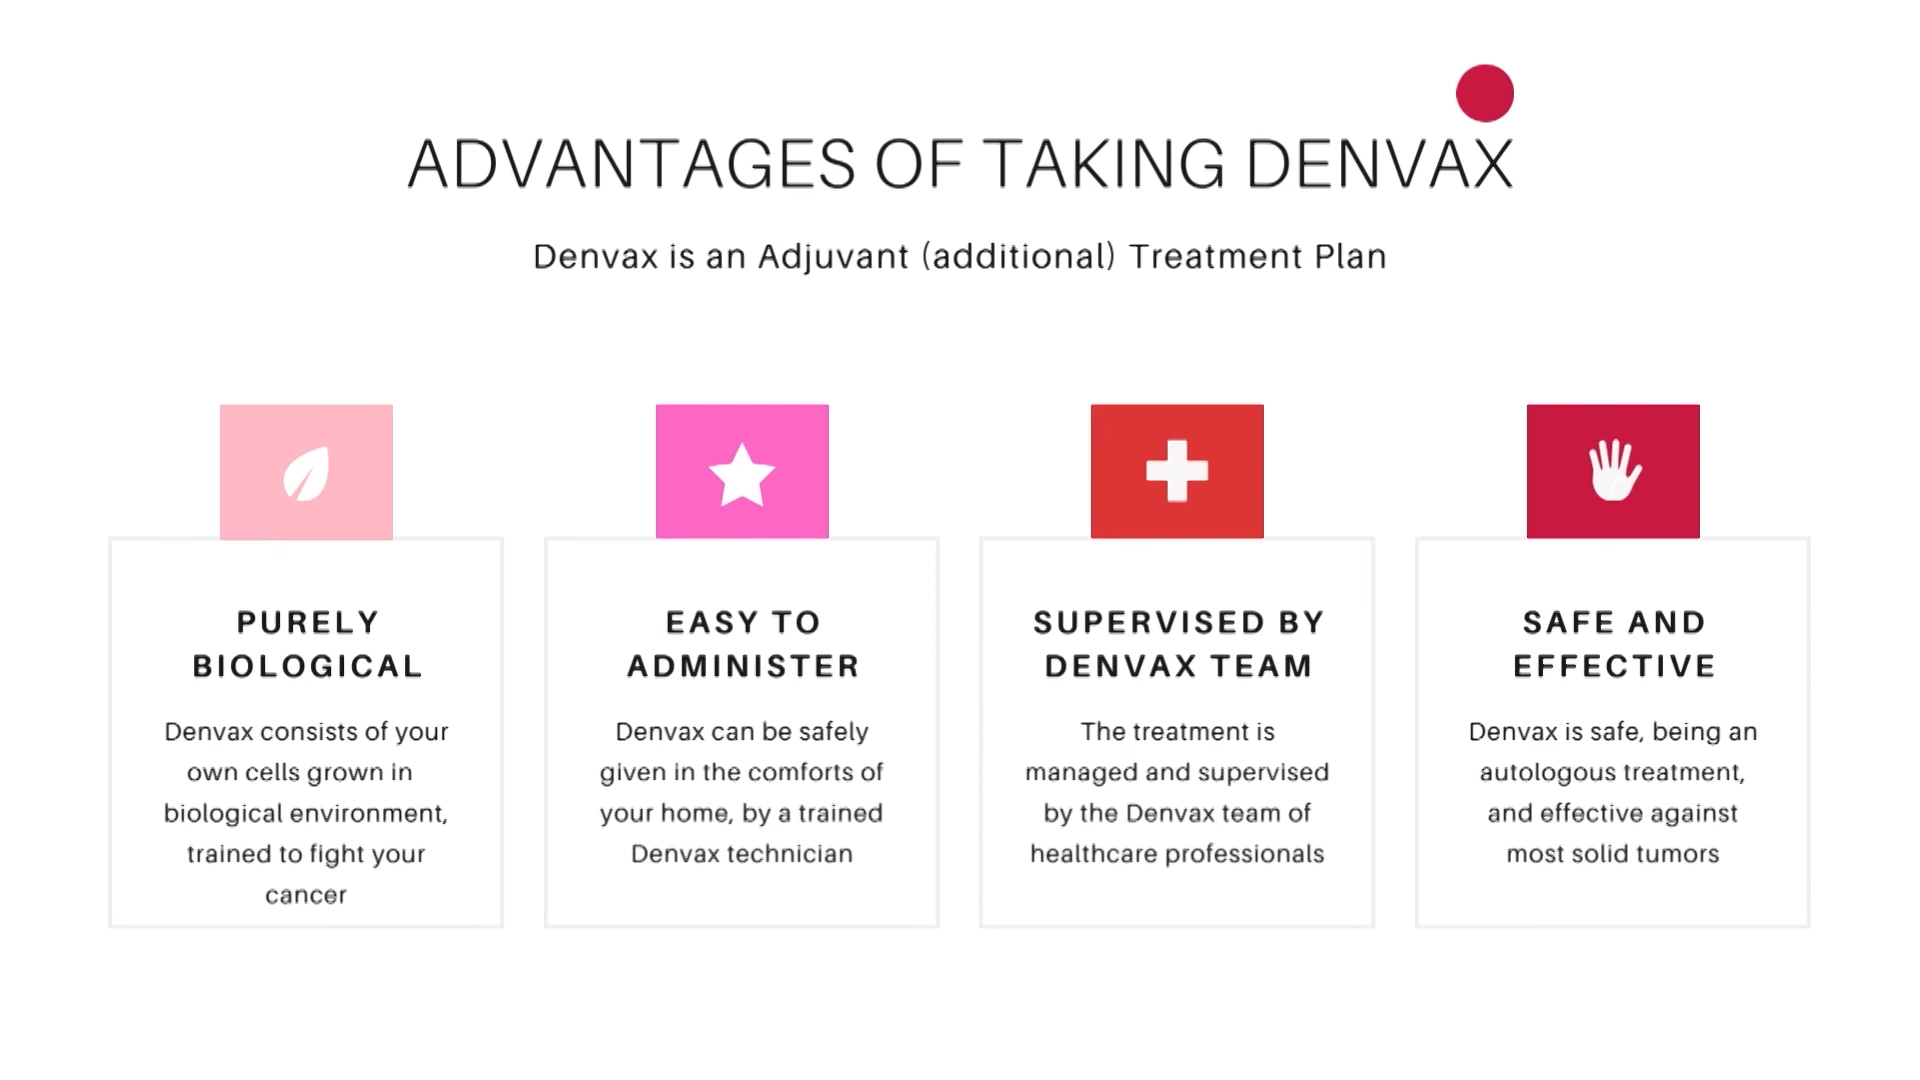 ADVANTAGES OF TAKING DENVAX
Denvax is an Adjuvant (additional) Treatment Plan
PURELY
BIOLOGICAL
Denvax consists of your
own cells grown in
biological environment,
trained to fight your
cancer
EASY TO
ADMINISTER
Denvax can be safely
given in the comforts of
your home, by a trained
Denvax technician
SUPERVISED BY
DENVAX TEAM
The treatment is
managed and supervised
by the Denvax team of
healthcare professionals
SAFE AND
EFFECTIVE
Denvax is safe, being an
autologous treatment,
and effective against
most solid tumors